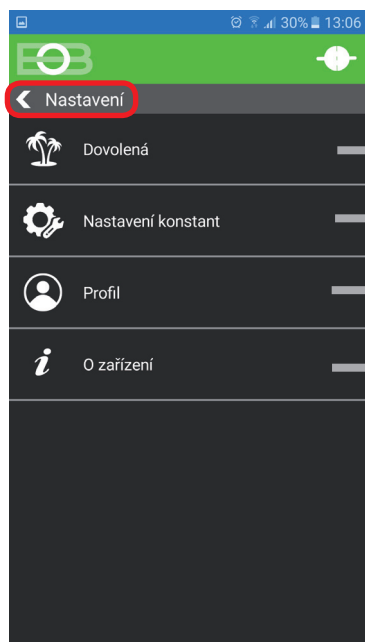 30% 13:06
EOB
Nastavení
Dovolená
Nastavení konstant
Profil
i O zařízení